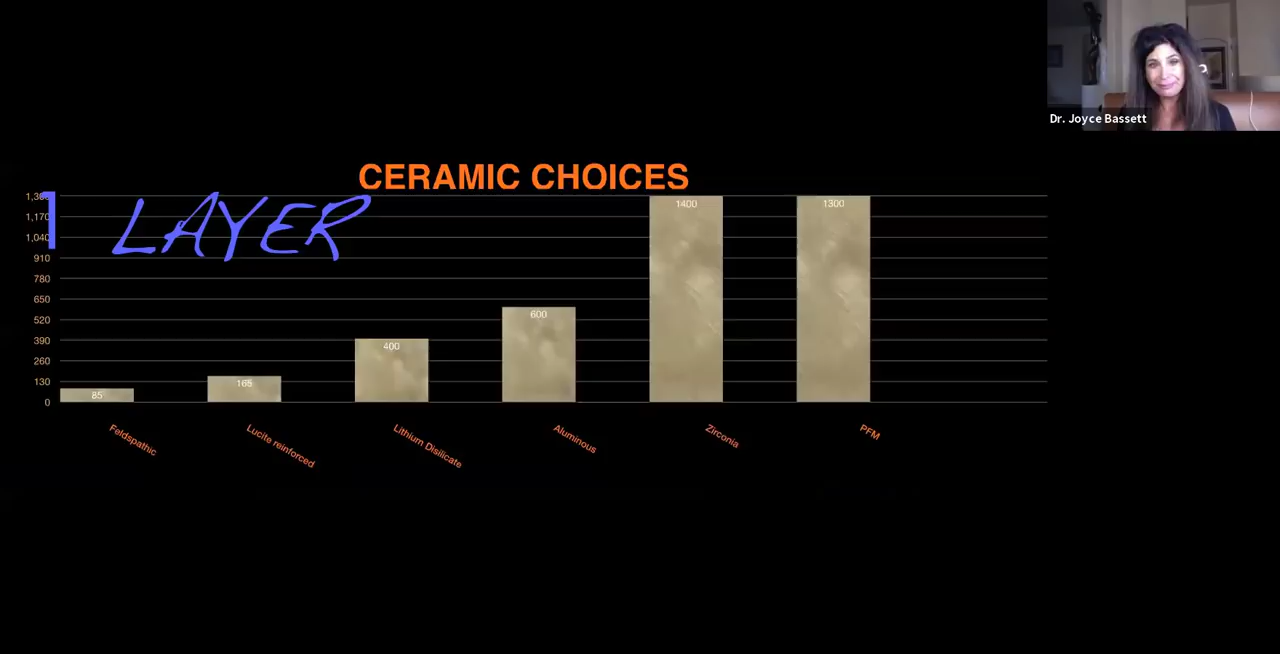 Dr. Joyce Bassett
CERAMIC CHOICES
1 LAYER
1,170
1,040
910
780
650
520
390
260
130
0
85
165
400
600
1400
1300
Feldspathic
Lucite reinforced
Lithium Disilicate
Aluminous
Zirconia
PFM